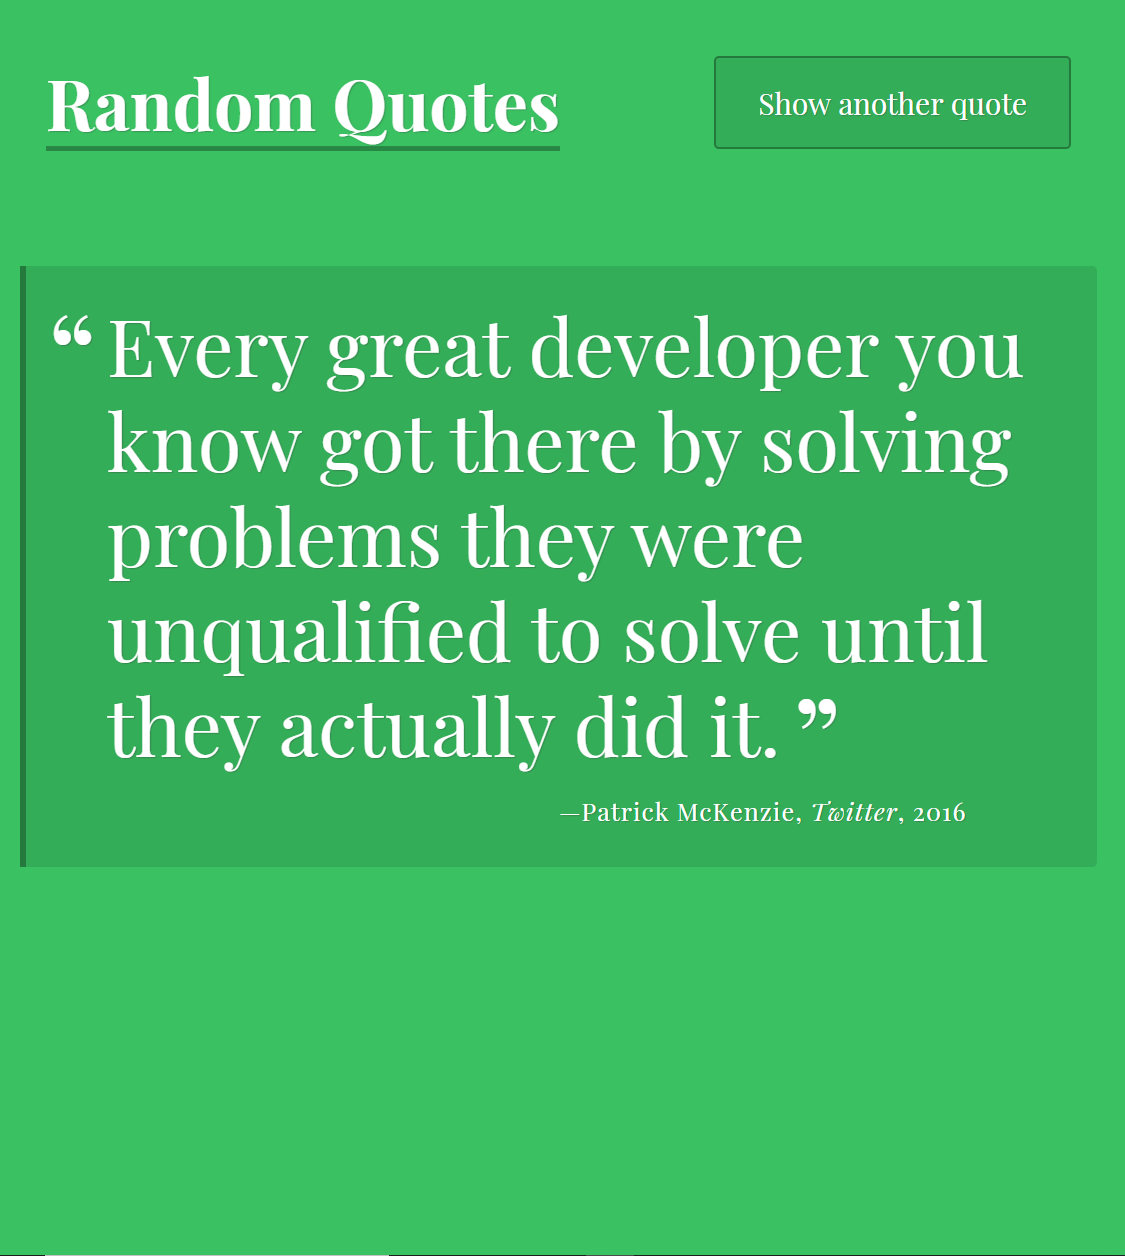 Random Quotes
Show another quote
“ Every great developer you
know got there by solving
problems they were
unqualified to solve until
they actually did it. ”
—Patrick McKenzie, Twitter, 2016